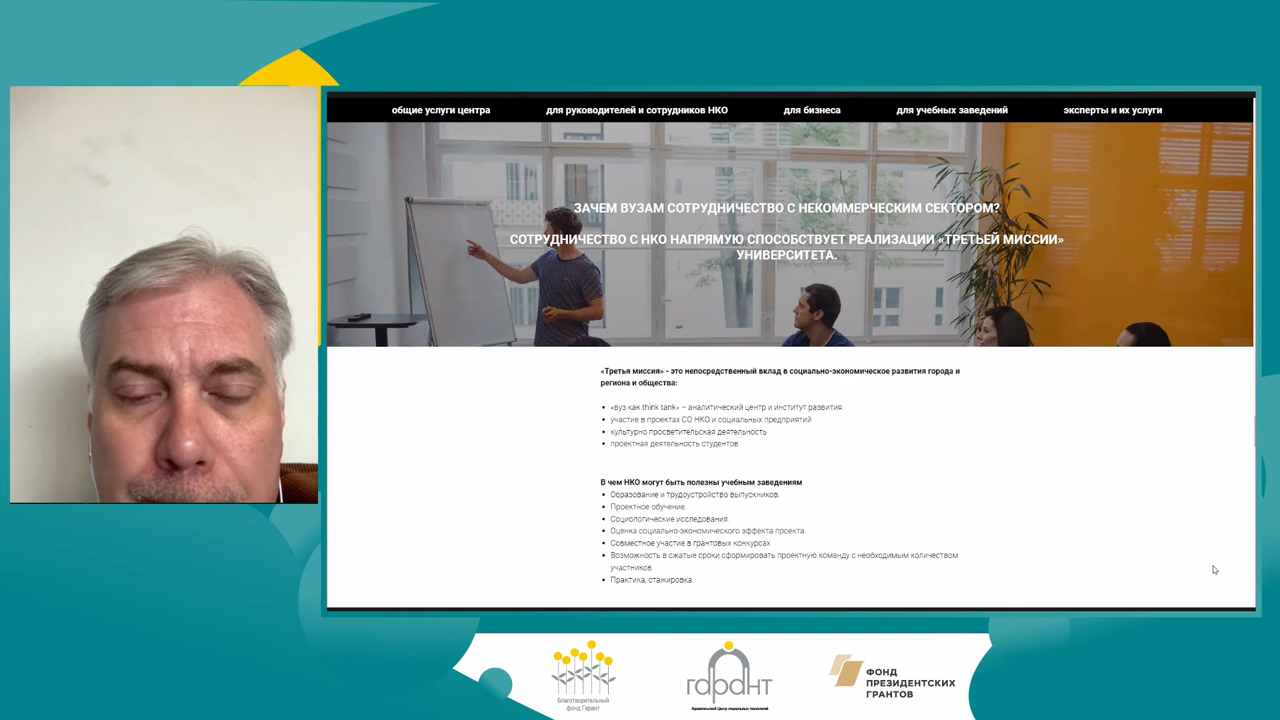 общие услуги центра
для руководителей и сотрудников НКО
для бизнеса
для учебных заведений
эксперты и их услуги
ЗАЧЕМ ВУЗАМ СОТРУДНИЧЕСТВО С НЕКОММЕРЧЕСКИМ СЕКТОРОМ?
СОТРУДНИЧЕСТВО С НКО НАПРЯМУЮ СПОСОБСТВУЕТ РЕАЛИЗАЦИИ «ТРЕТЬЕЙ МИССИИ»
УНИВЕРСИТЕТА.
«Третья миссия» - это непосредственный вклад в социально-экономическое развития города и
региона и общества:
• «вуз как think tank» – аналитический центр и институт развития.
• участие в проектах СО НКО и социальных предприятий
• культурно просветительская деятельность
• проектная деятельность студентов
В чем НКО могут быть полезны учебным заведениям
• Образование и трудоустройство выпускников.
• Проектное обучение.
• Социологические исследования.
• Оценка социально-экономического эффекта проекта
• Совместное участие в грантовых конкурсах
• Возможность в сжатые сроки сформировать проектную команду с необходимым количеством
участников
• Практика, стажировка.
Благотворительный
фонд Гарант
гарант
Архангельский Центр социальных технологий
ФОНД
ПРЕЗИДЕНТСКИХ
ГРАНТОВ